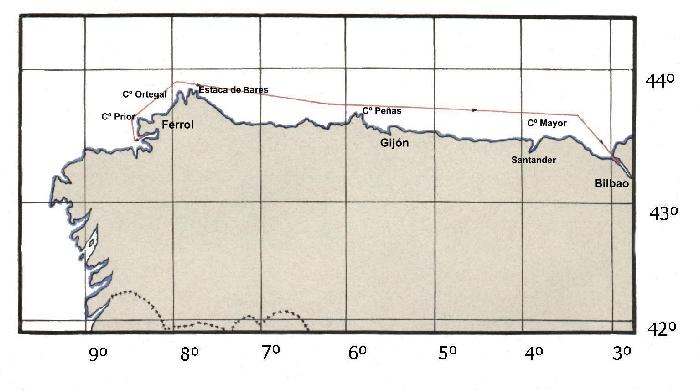 44º
Cº Ortegal
Estaca de Bares
Cº Prior
Cº Peñas
Ferrol
Cº Mayor
Gijón
Santander
Bilbao
43º
42º
9º 8º 7º 6º 5º 4º 3º